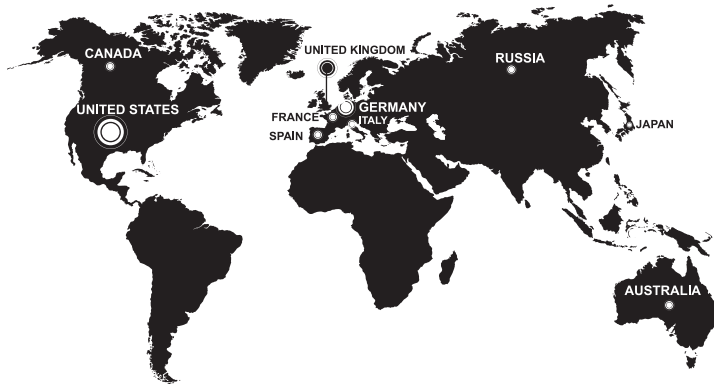 UNITED KINGDOM
CANADA
RUSSIA
UNITED STATES
GERMANY
FRANCE
ITALY
JAPAN
SPAIN
AUSTRALIA